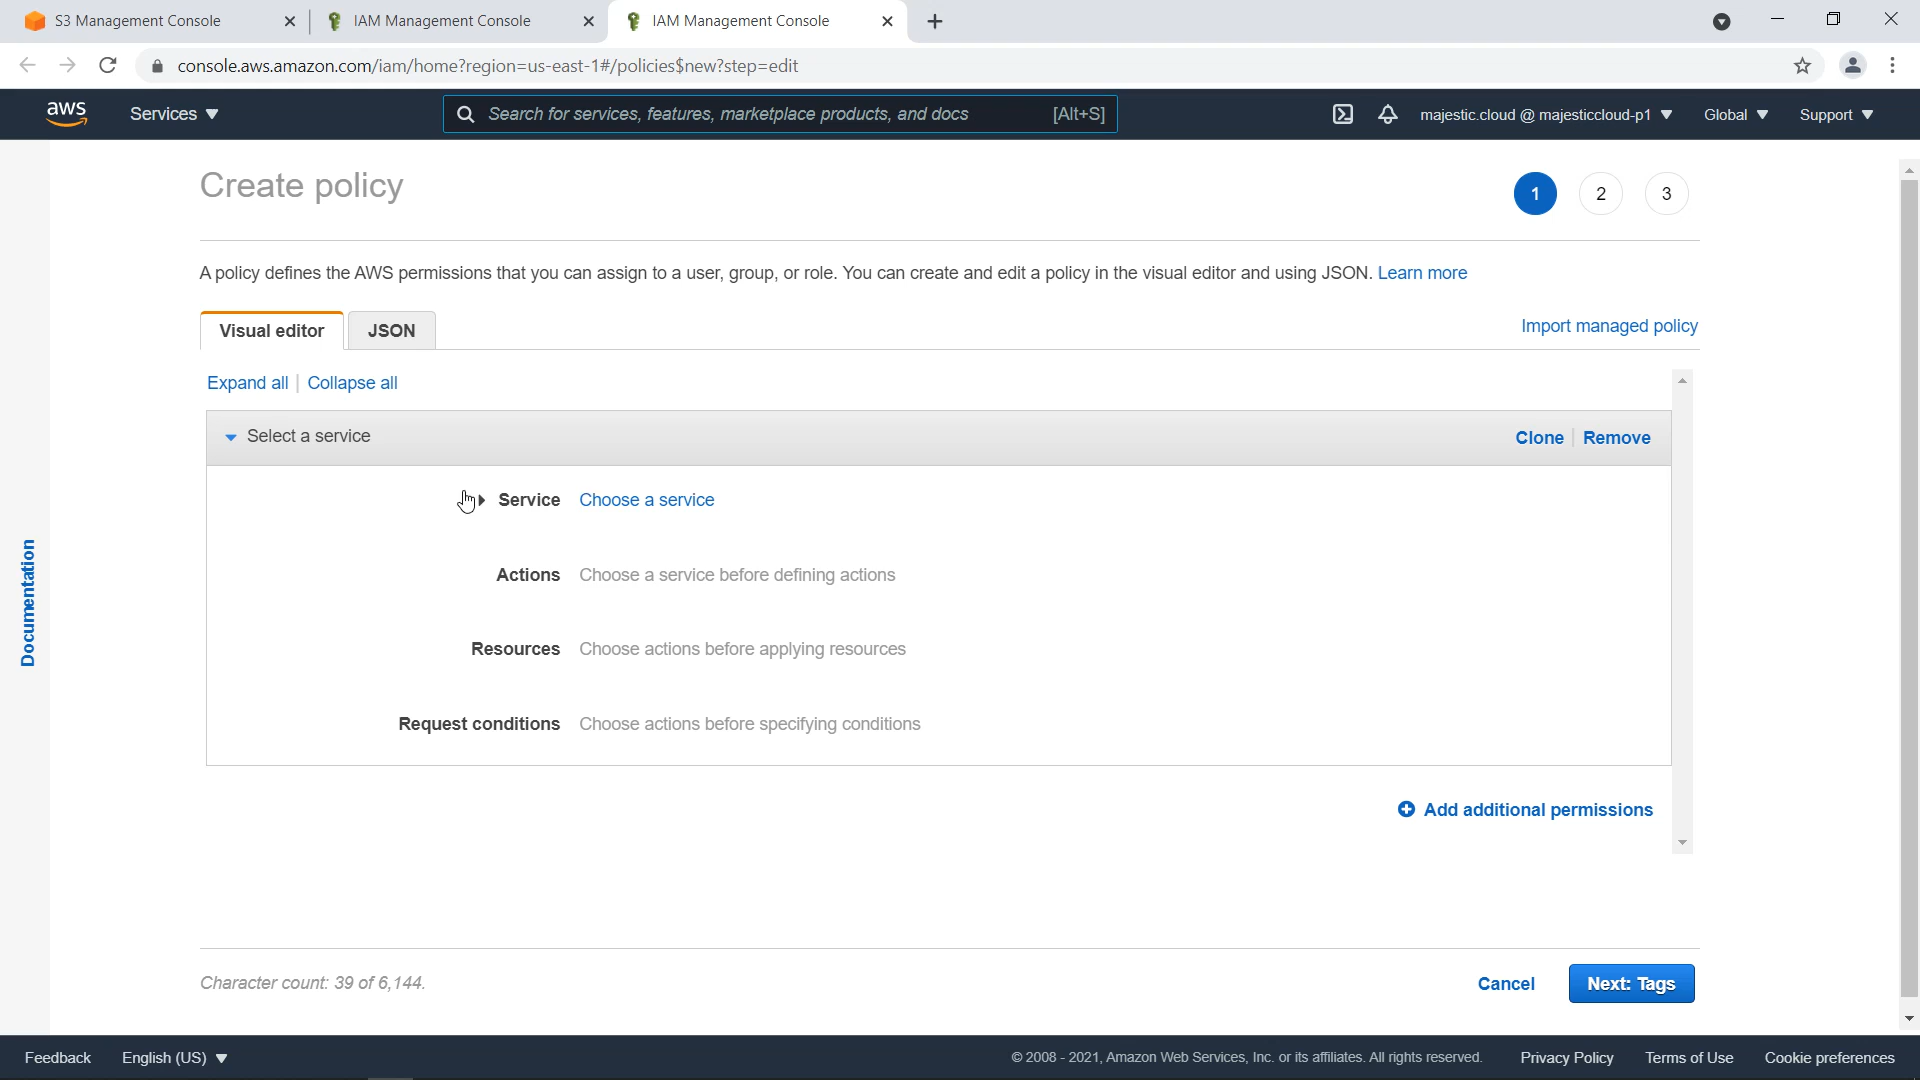 S3 Management Console
IAM Management Console
IAM Management Console
console.aws.amazon.com/iam/home?region=us-east-1#/policies$new?step=edit
aws
Services
Search for services, features, marketplace products, and docs [Alt+S]
majestic.cloud @ majesticcloud-p1
Global
Support
Create policy
1 2 3
A policy defines the AWS permissions that you can assign to a user, group, or role. You can create and edit a policy in the visual editor and using JSON. Learn more
Visual editor
JSON
Import managed policy
Expand all
Collapse all
Select a service
Clone
Remove
Service Choose a service
Actions Choose a service before defining actions
Resources Choose actions before applying resources
Request conditions Choose actions before specifying conditions
Add additional permissions
Documentation
Character count: 39 of 6,144.
Cancel
Next: Tags
Feedback
English (US)
© 2008 - 2021, Amazon Web Services, Inc. or its affiliates. All rights reserved.
Privacy Policy
Terms of Use
Cookie preferences